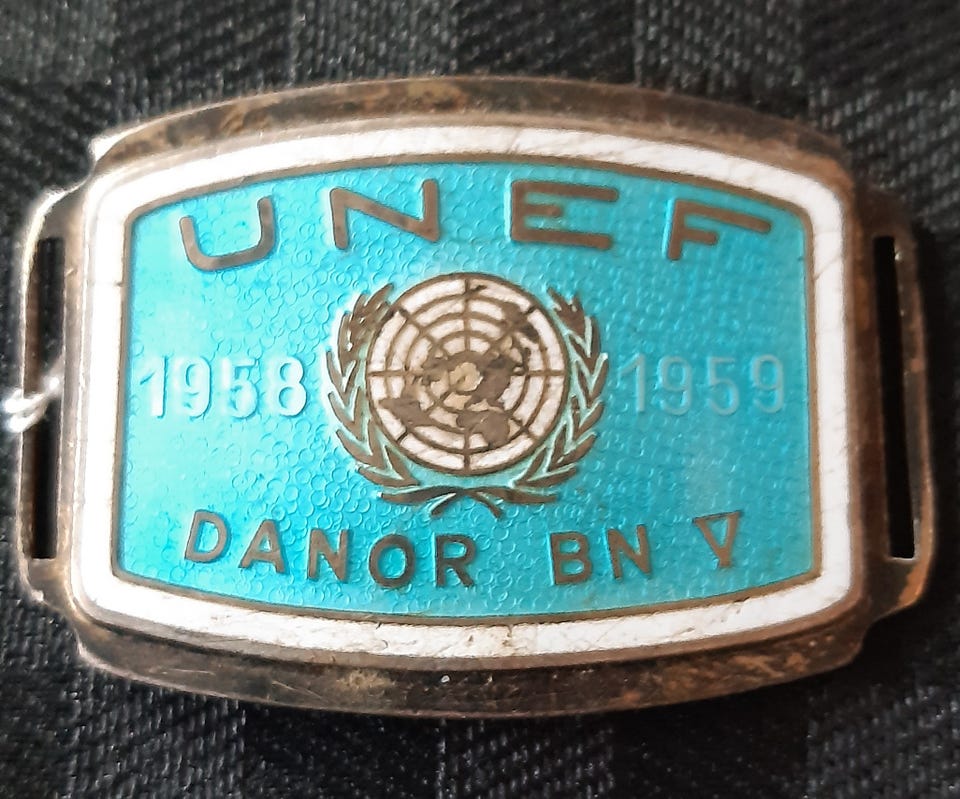 UNEF
1958 1959
DANOR BN V